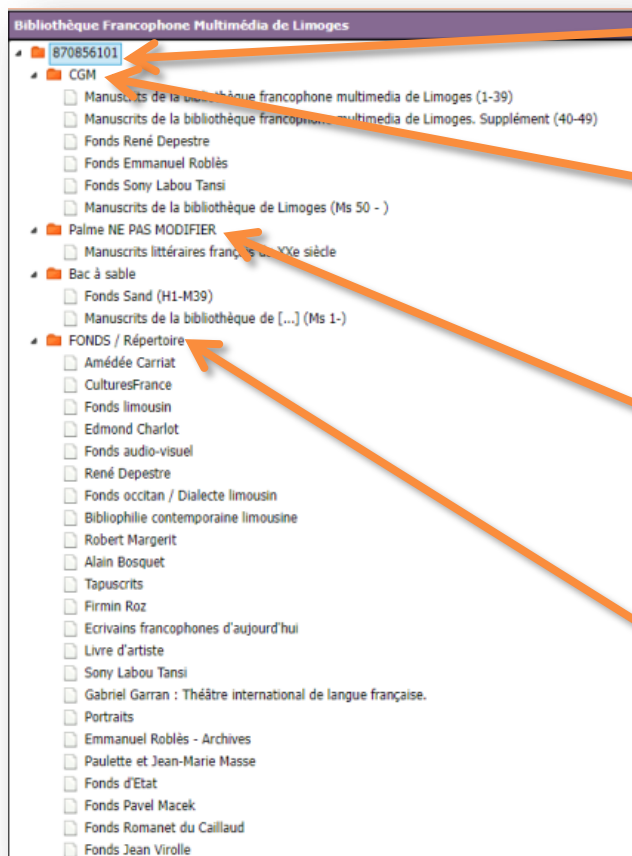 Bibliothèque Francophone Multimédia de Limoges
870856101
CGM
Manuscrits de la bibliothèque francophone multimedia de Limoges (1-39)
Manuscrits de la bibliothèque francophone multimedia de Limoges. Supplément (40-49)
Fonds René Depestre
Fonds Emmanuel Roblès
Fonds Sony Labou Tansi
Manuscrits de la bibliothèque de Limoges (Ms 50 - )
Palme NE PAS MODIFIER
Manuscrits littéraires français du XXe siècle
Bac à sable
Fonds Sand (H1-M39)
Manuscrits de la bibliothèque de [...] (Ms 1-)
FONDS / Répertoire
Amédée Carriat
CulturesFrance
Fonds limousin
Edmond Charlot
Fonds audio-visuel
René Depestre
Fonds occitan / Dialecte limousin
Bibliophilie contemporaine limousine
Robert Margerit
Alain Bosquet
Tapuscrits
Firmin Roz
Ecrivains francophones d'aujourd'hui
Livre d'artiste
Sony Labou Tansi
Gabriel Garran : Théâtre international de langue française.
Portraits
Emmanuel Roblès - Archives
Paulette et Jean-Marie Masse
Fonds d'Etat
Fonds Pavel Macek
Fonds Romanet du Caillaud
Fonds Jean Virolle